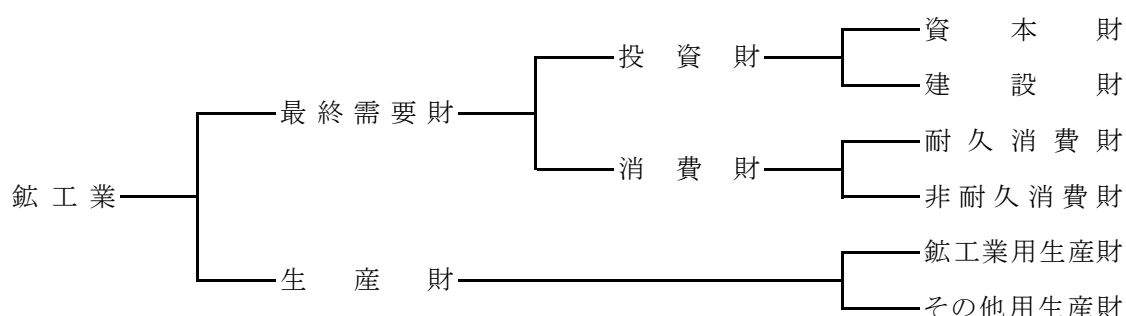 資本財
投資財
建設財
最終需要財
耐久消費財
消費財
非耐久消費財
鉱工業
鉱工業用生産財
生産財
その他用生産財